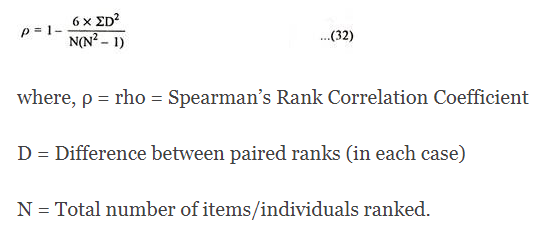 ρ = 1 – 6 × ΣD² / N(N² – 1) ...(32)
where, ρ = rho = Spearman’s Rank Correlation Coefficient
D = Difference between paired ranks (in each case)
N = Total number of items/individuals ranked.